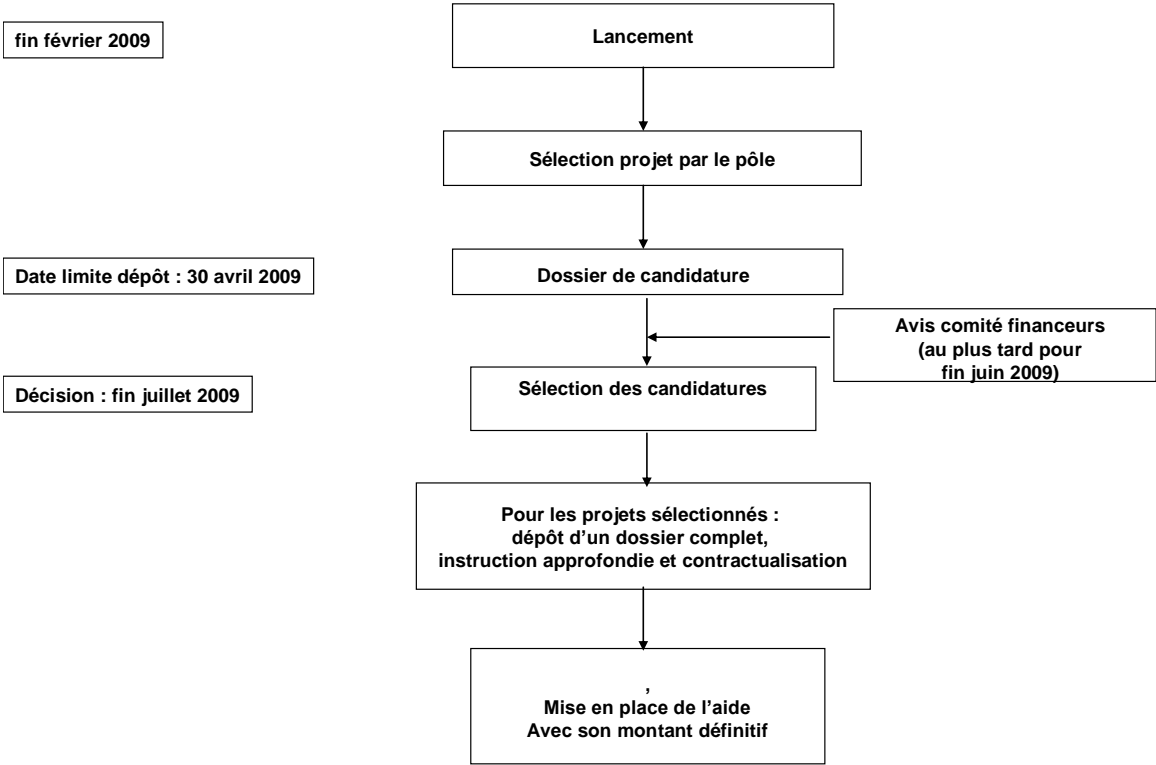 fin février 2009
Lancement
Sélection projet par le pôle
Date limite dépôt : 30 avril 2009
Dossier de candidature
Avis comité financeurs
(au plus tard pour
fin juin 2009)
Décision : fin juillet 2009
Sélection des candidatures
Pour les projets sélectionnés :
dépôt d’un dossier complet,
instruction approfondie et contractualisation
,
Mise en place de l’aide
Avec son montant définitif